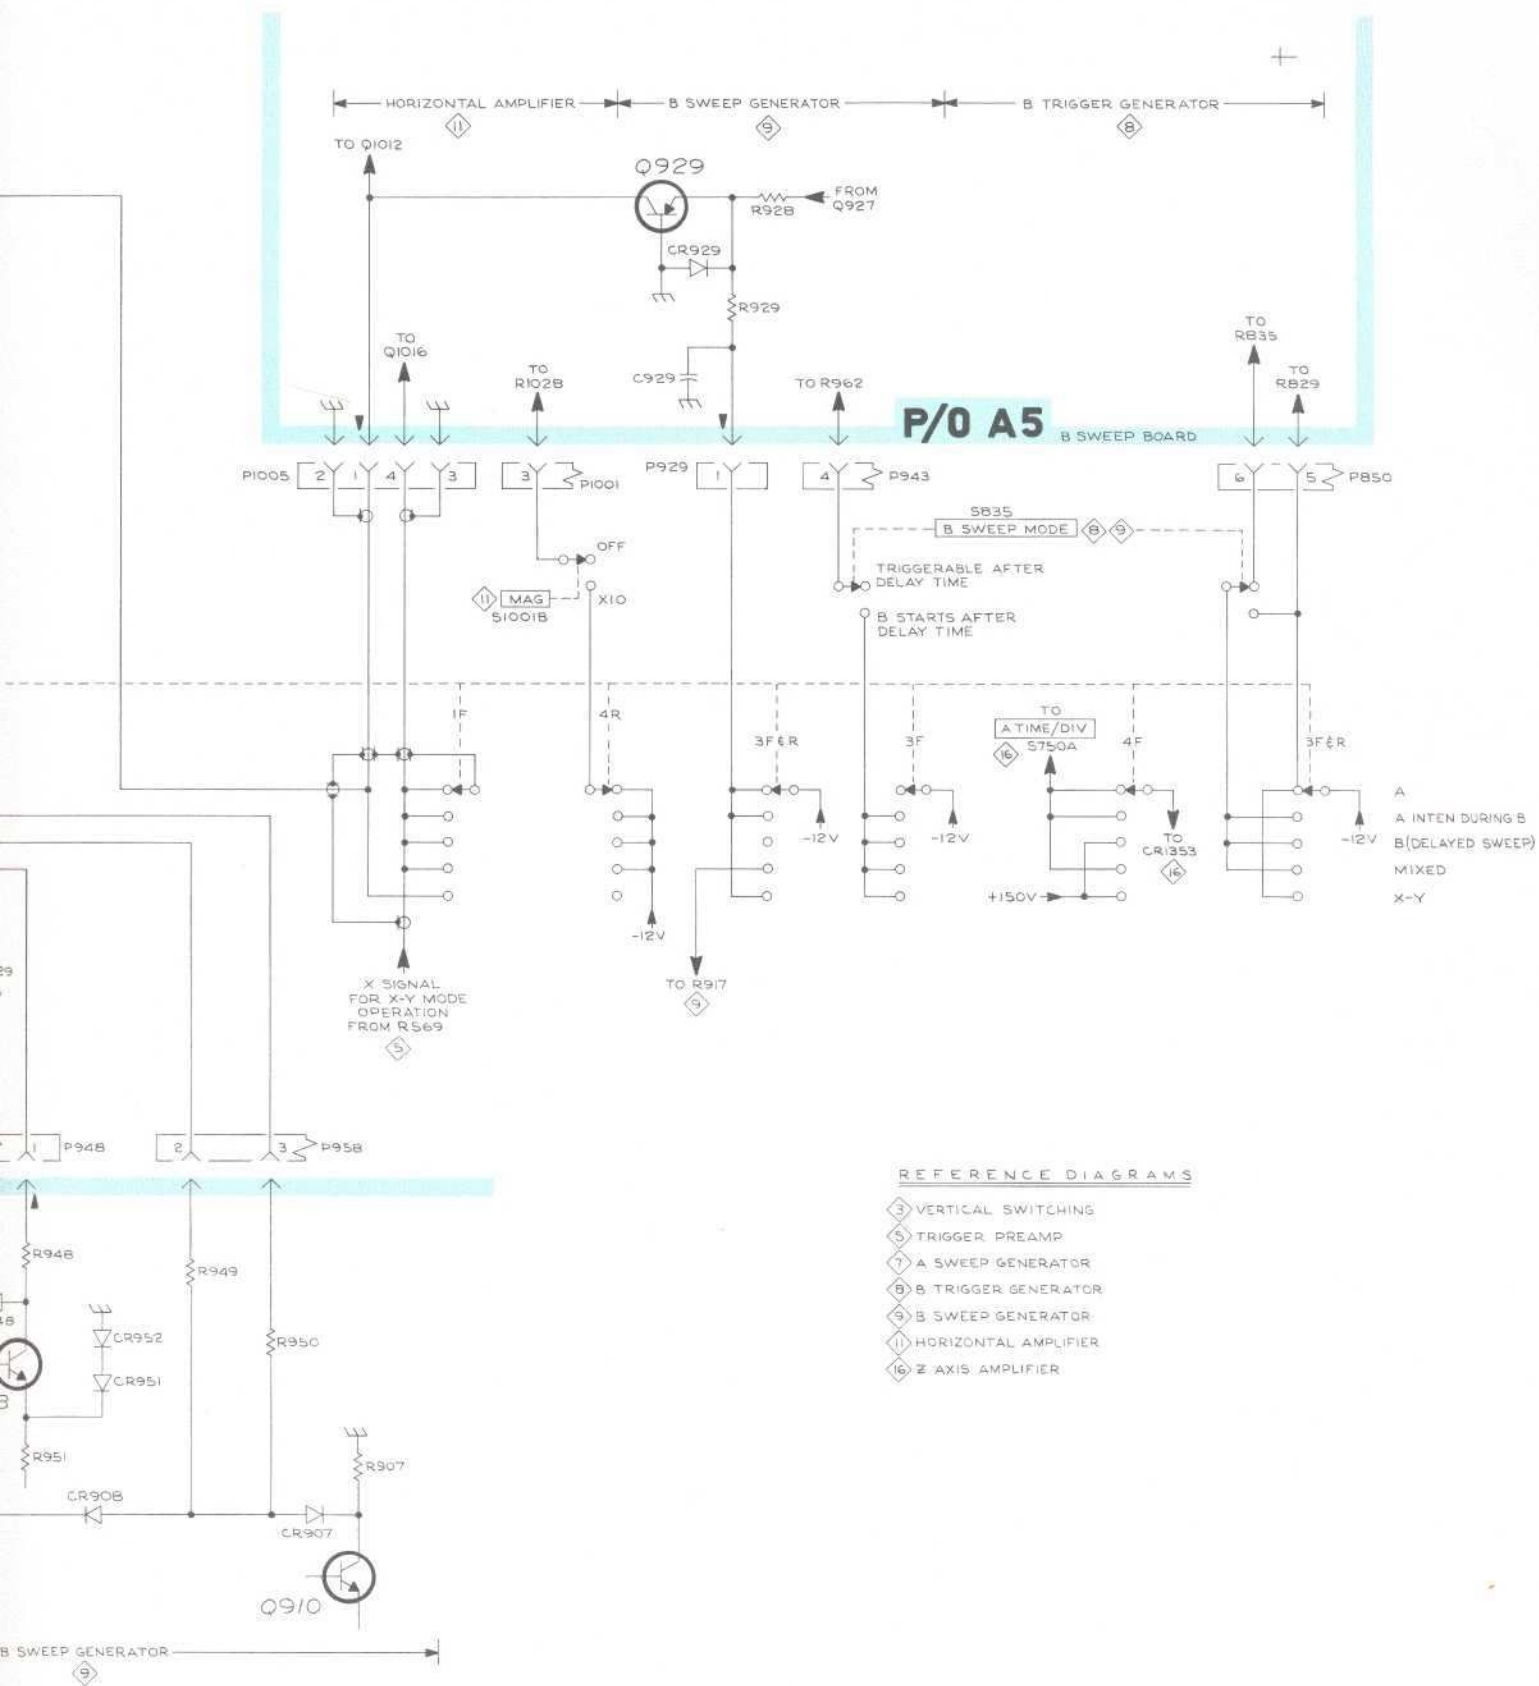 HORIZONTAL AMPLIFIER
11
B SWEEP GENERATOR
9
B TRIGGER GENERATOR
8
TO Q1012
Q929
FROM
Q927
R928
CR929
R929
TO
Q1016
TO
R1028
C929
TO R962
TO
R835
TO
R829
P/O A5
B SWEEP BOARD
P1005
2
1
4
3
3
P1001
P929
1
4
P943
6
5
P850
S835
B SWEEP MODE
8
9
OFF
X10
11
MAG
S1001B
TRIGGERABLE AFTER
DELAY TIME
B STARTS AFTER
DELAY TIME
1F
4R
3F&R
3F
TO
A TIME/DIV
S750A
16
4F
3F&R
-12V
-12V
-12V
TO
CR1353
16
-12V
+150V
A
A INTEN DURING B
B(DELAYED SWEEP)
MIXED
X-Y
X SIGNAL
FOR X-Y MODE
OPERATION
FROM R569
5
TO R917
9
29
1
P948
2
3
P958
R948
R949
R950
48
CR952
CR951
R951
R907
CR908
CR907
Q910
B SWEEP GENERATOR
9
REFERENCE DIAGRAMS
3 VERTICAL SWITCHING
5 TRIGGER PREAMP
7 A SWEEP GENERATOR
8 B TRIGGER GENERATOR
9 B SWEEP GENERATOR
11 HORIZONTAL AMPLIFIER
16 Z AXIS AMPLIFIER